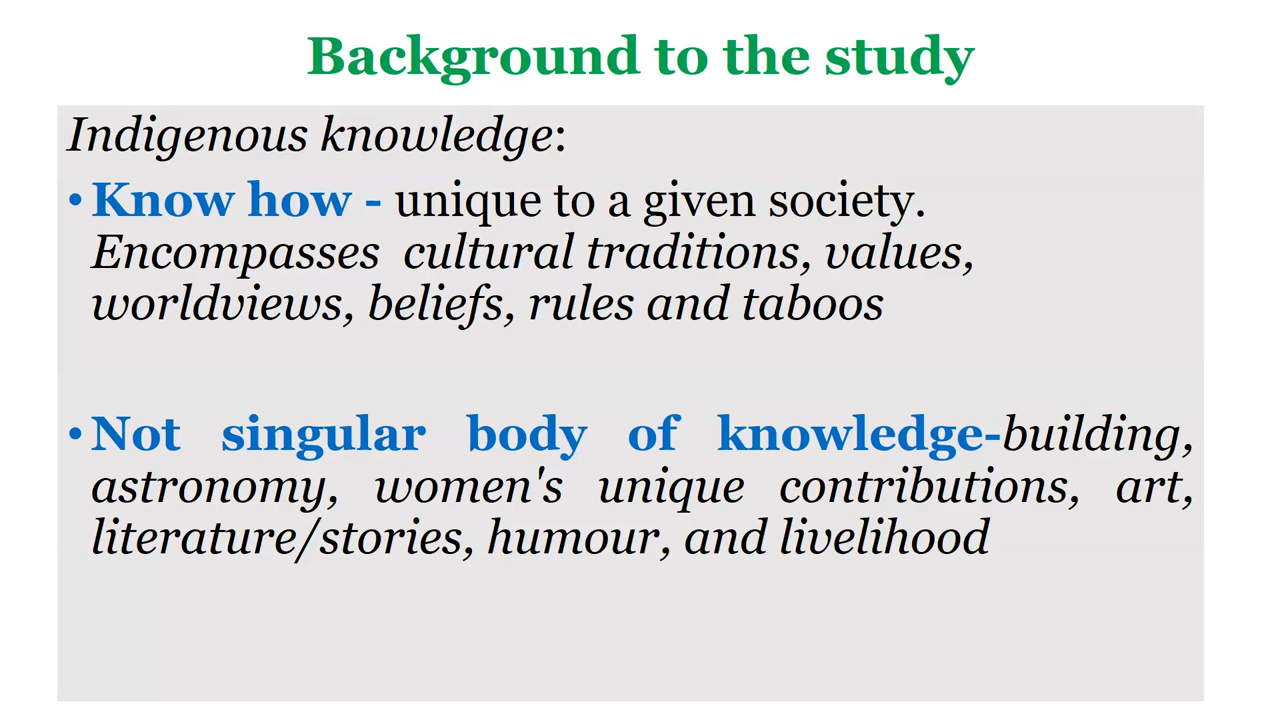 Background to the study
Indigenous knowledge:
•Know how - unique to a given society.
Encompasses cultural traditions, values,
worldviews, beliefs, rules and taboos
•Not singular body of knowledge-building,
astronomy, women's unique contributions, art,
literature/stories, humour, and livelihood